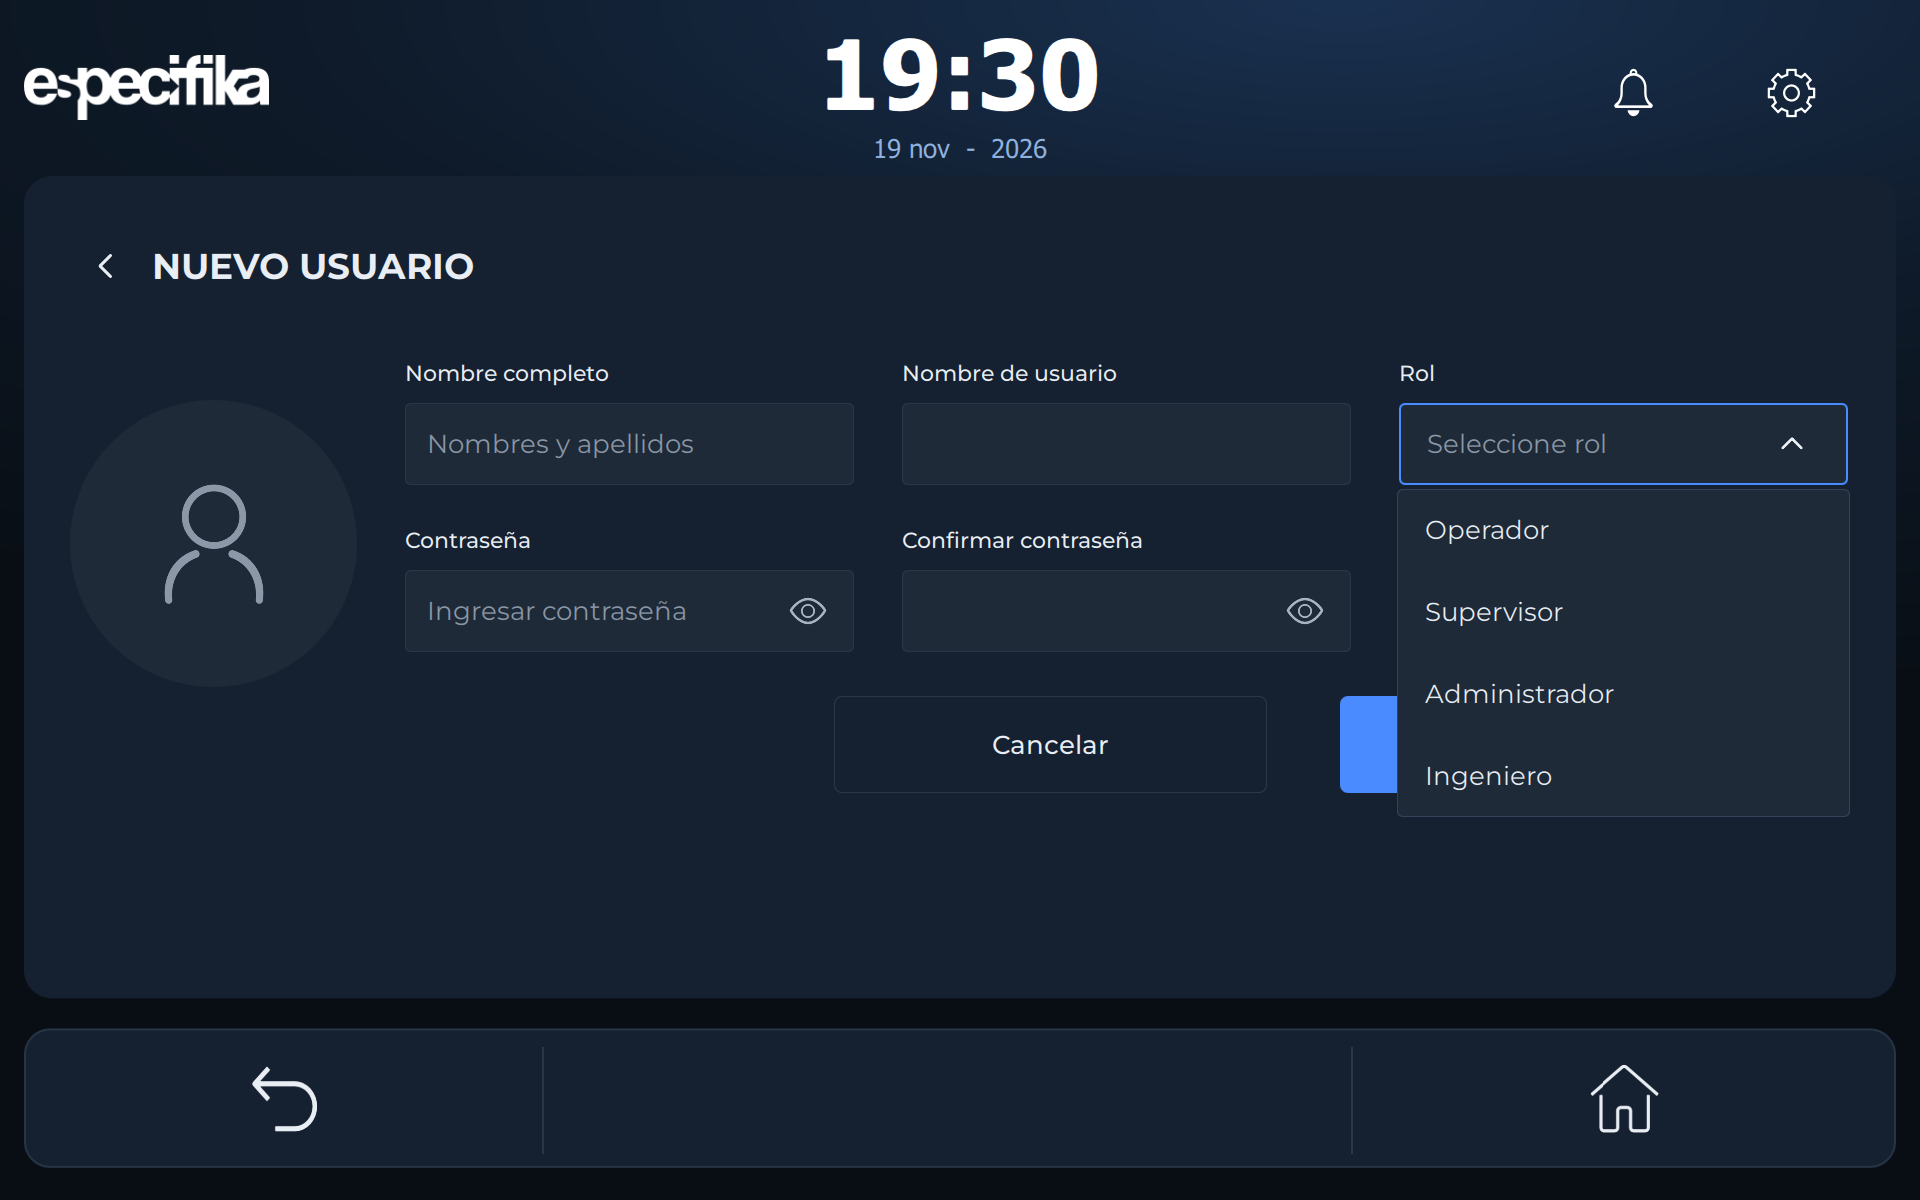 especifika
19:30
19 nov - 2026
NUEVO USUARIO
Nombre completo
Nombre de usuario
Rol
Nombres y apellidos
Seleccione rol
Operador
Supervisor
Administrador
Ingeniero
Contraseña
Confirmar contraseña
Ingresar contraseña
Cancelar